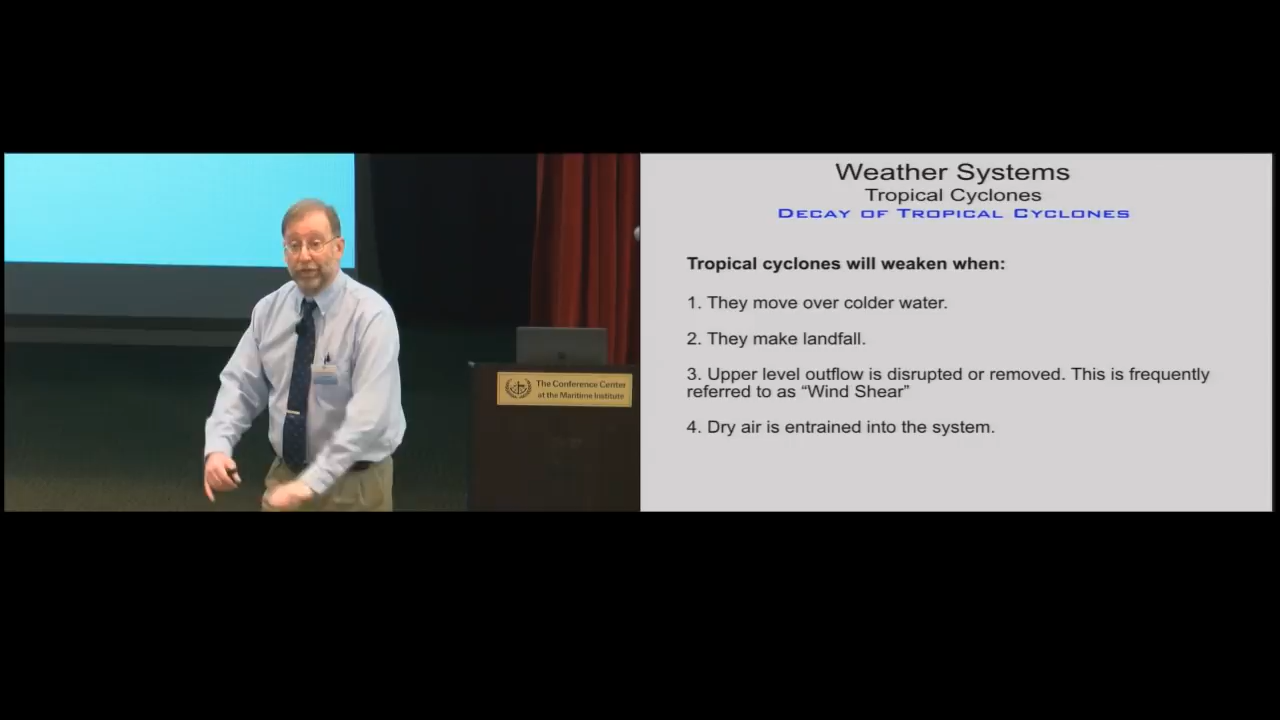 The Conference Center
at the Maritime Institute
Weather Systems
Tropical Cyclones
DECAY OF TROPICAL CYCLONES
Tropical cyclones will weaken when:
1. They move over colder water.
2. They make landfall.
3. Upper level outflow is disrupted or removed. This is frequently
referred to as “Wind Shear”
4. Dry air is entrained into the system.